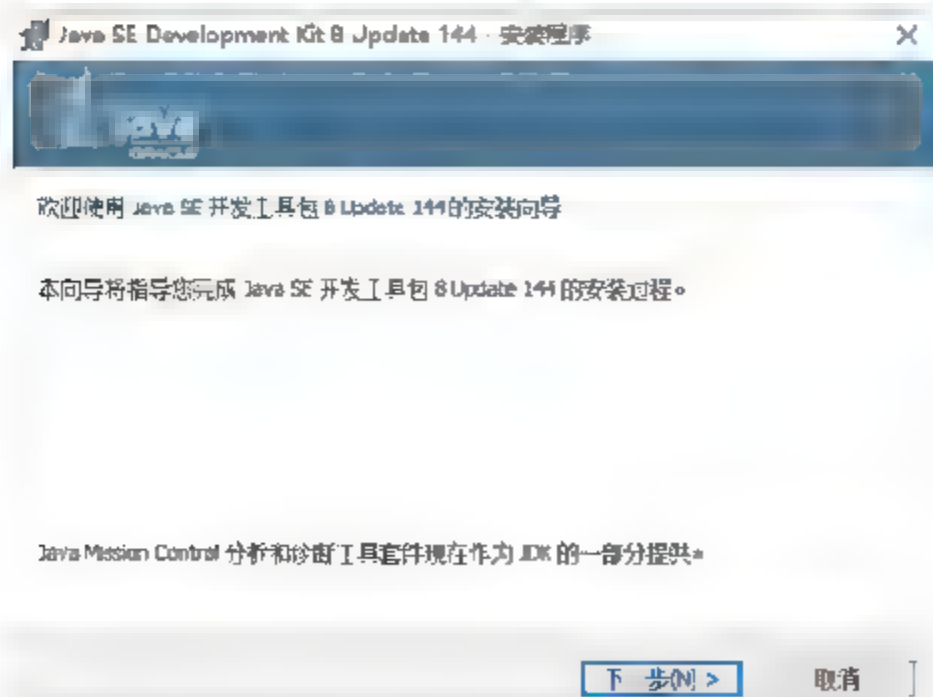 Java SE Development Kit 8 Update 144 - 安装程序
Java
ORACLE
欢迎使用 Java SE 开发工具包 8 Update 144 的安装向导
本向导将指导您完成 Java SE 开发工具包 8 Update 144 的安装过程。
Java Mission Control 分析和诊断工具套件现在作为 JDK 的一部分提供。
下一步(N) >
取消